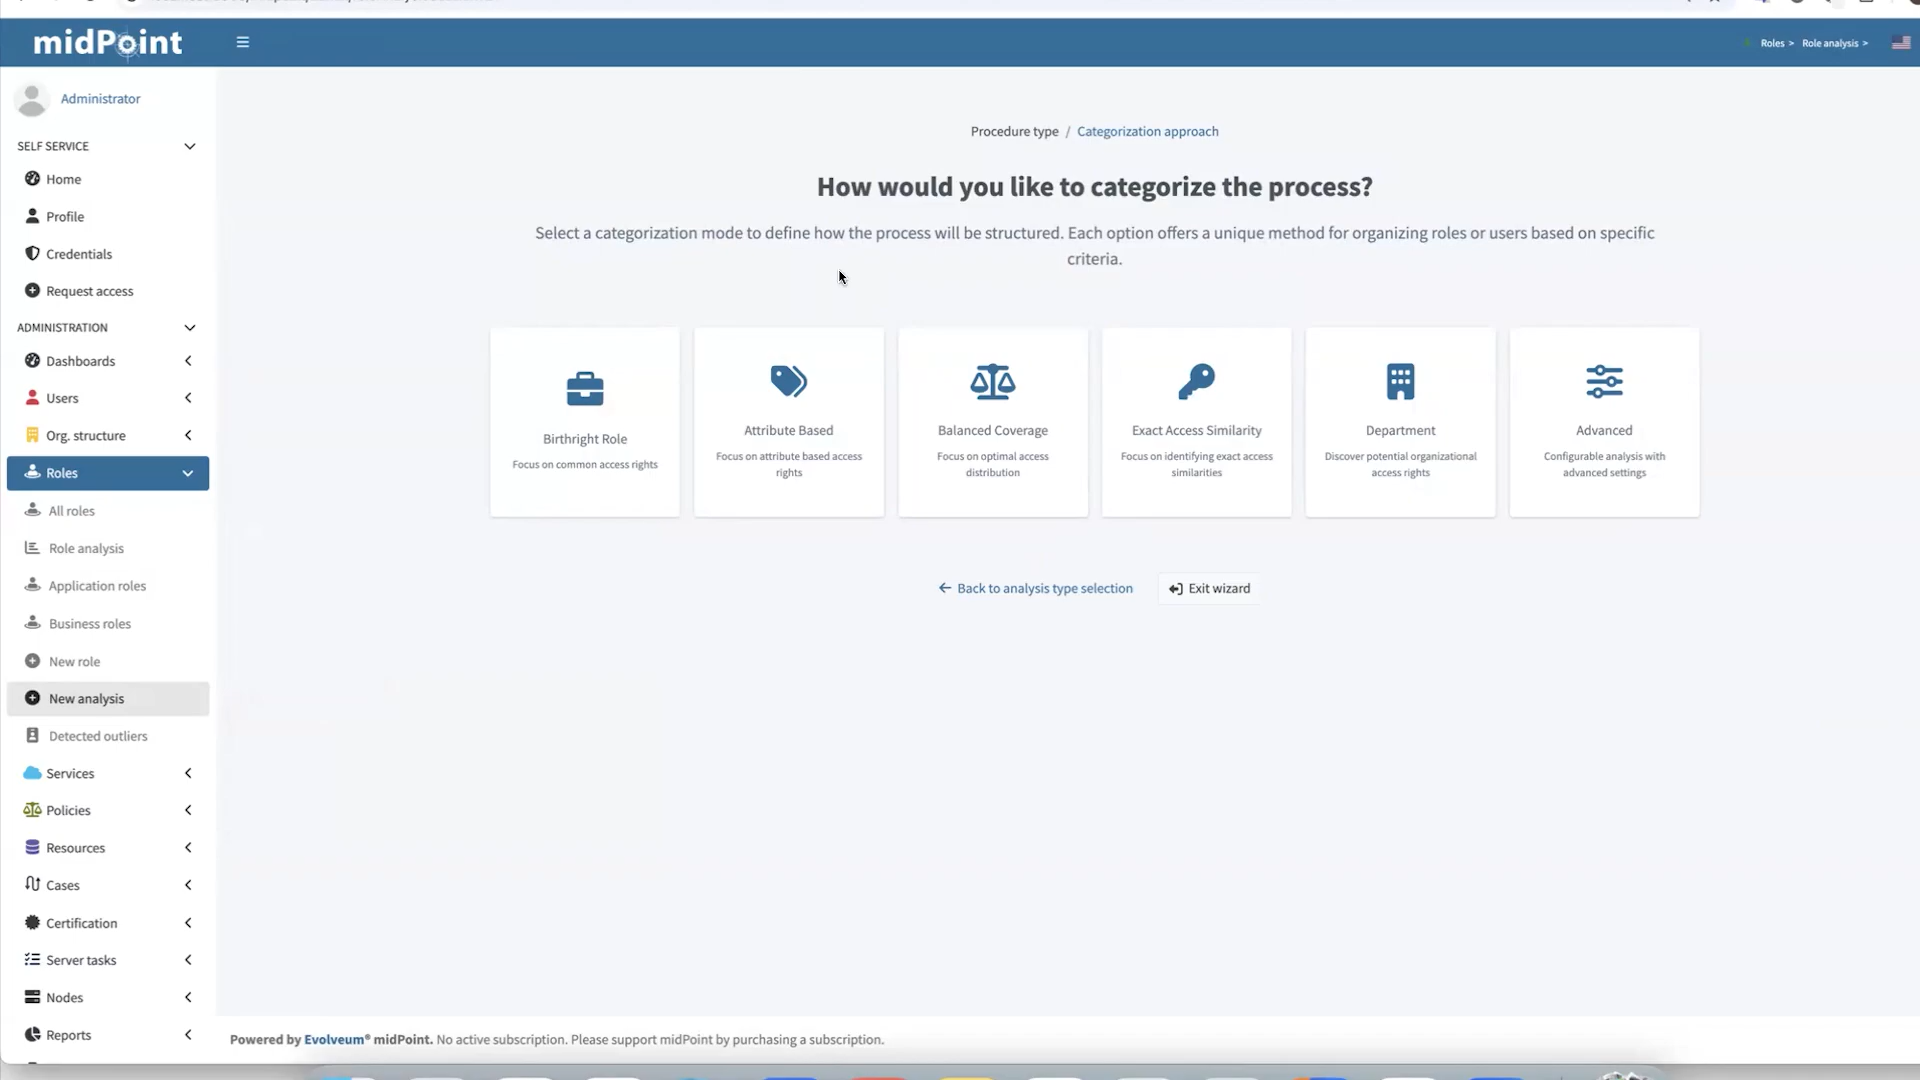 midPoint
Roles > Role analysis >
Administrator
SELF SERVICE
Home
Profile
Credentials
Request access
ADMINISTRATION
Dashboards
Users
Org. structure
Roles
All roles
Role analysis
Application roles
Business roles
New role
New analysis
Detected outliers
Services
Policies
Resources
Cases
Certification
Server tasks
Nodes
Reports
Procedure type / Categorization approach
How would you like to categorize the process?
Select a categorization mode to define how the process will be structured. Each option offers a unique method for organizing roles or users based on specific
criteria.
Birthright Role
Focus on common access rights
Attribute Based
Focus on attribute based access
rights
Balanced Coverage
Focus on optimal access
distribution
Exact Access Similarity
Focus on identifying exact access
similarities
Department
Discover potential organizational
access rights
Advanced
Configurable analysis with
advanced settings
Back to analysis type selection
Exit wizard
Powered by Evolveum® midPoint. No active subscription. Please support midPoint by purchasing a subscription.